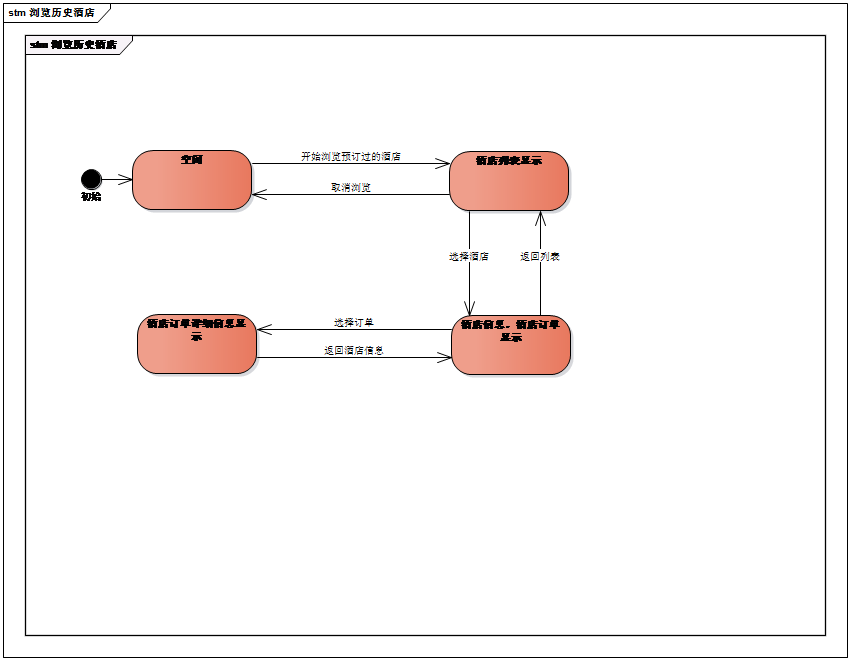 stm 浏览历史酒店
stm 浏览历史酒店
空闲
开始浏览预订过的酒店
酒店列表显示
取消浏览
初始
选择酒店
返回列表
酒店订单详细信息显
示
选择订单
酒店信息，酒店订单
显示
返回酒店信息